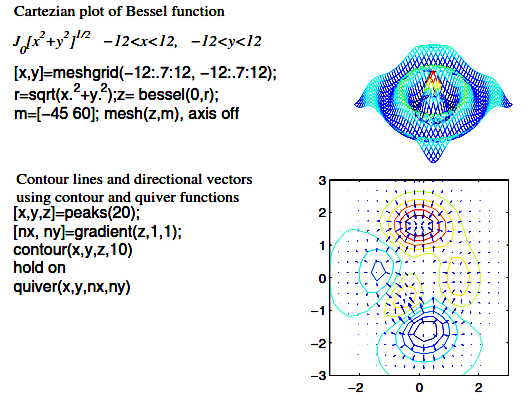 Cartezian plot of Bessel function
J₀[x²+y²]^1/2 −12<x<12, −12<y<12
[x,y]=meshgrid(−12:.7:12, −12:.7:12);
r=sqrt(x.²+y.²);z= bessel(0,r);
m=[−45 60]; mesh(z,m), axis off
Contour lines and directional vectors
using contour and quiver functions
[x,y,z]=peaks(20);
[nx, ny]=gradient(z,1,1);
contour(x,y,z,10)
hold on
quiver(x,y,nx,ny)
3
2
1
0
−1
−2
−3
−2 0 2